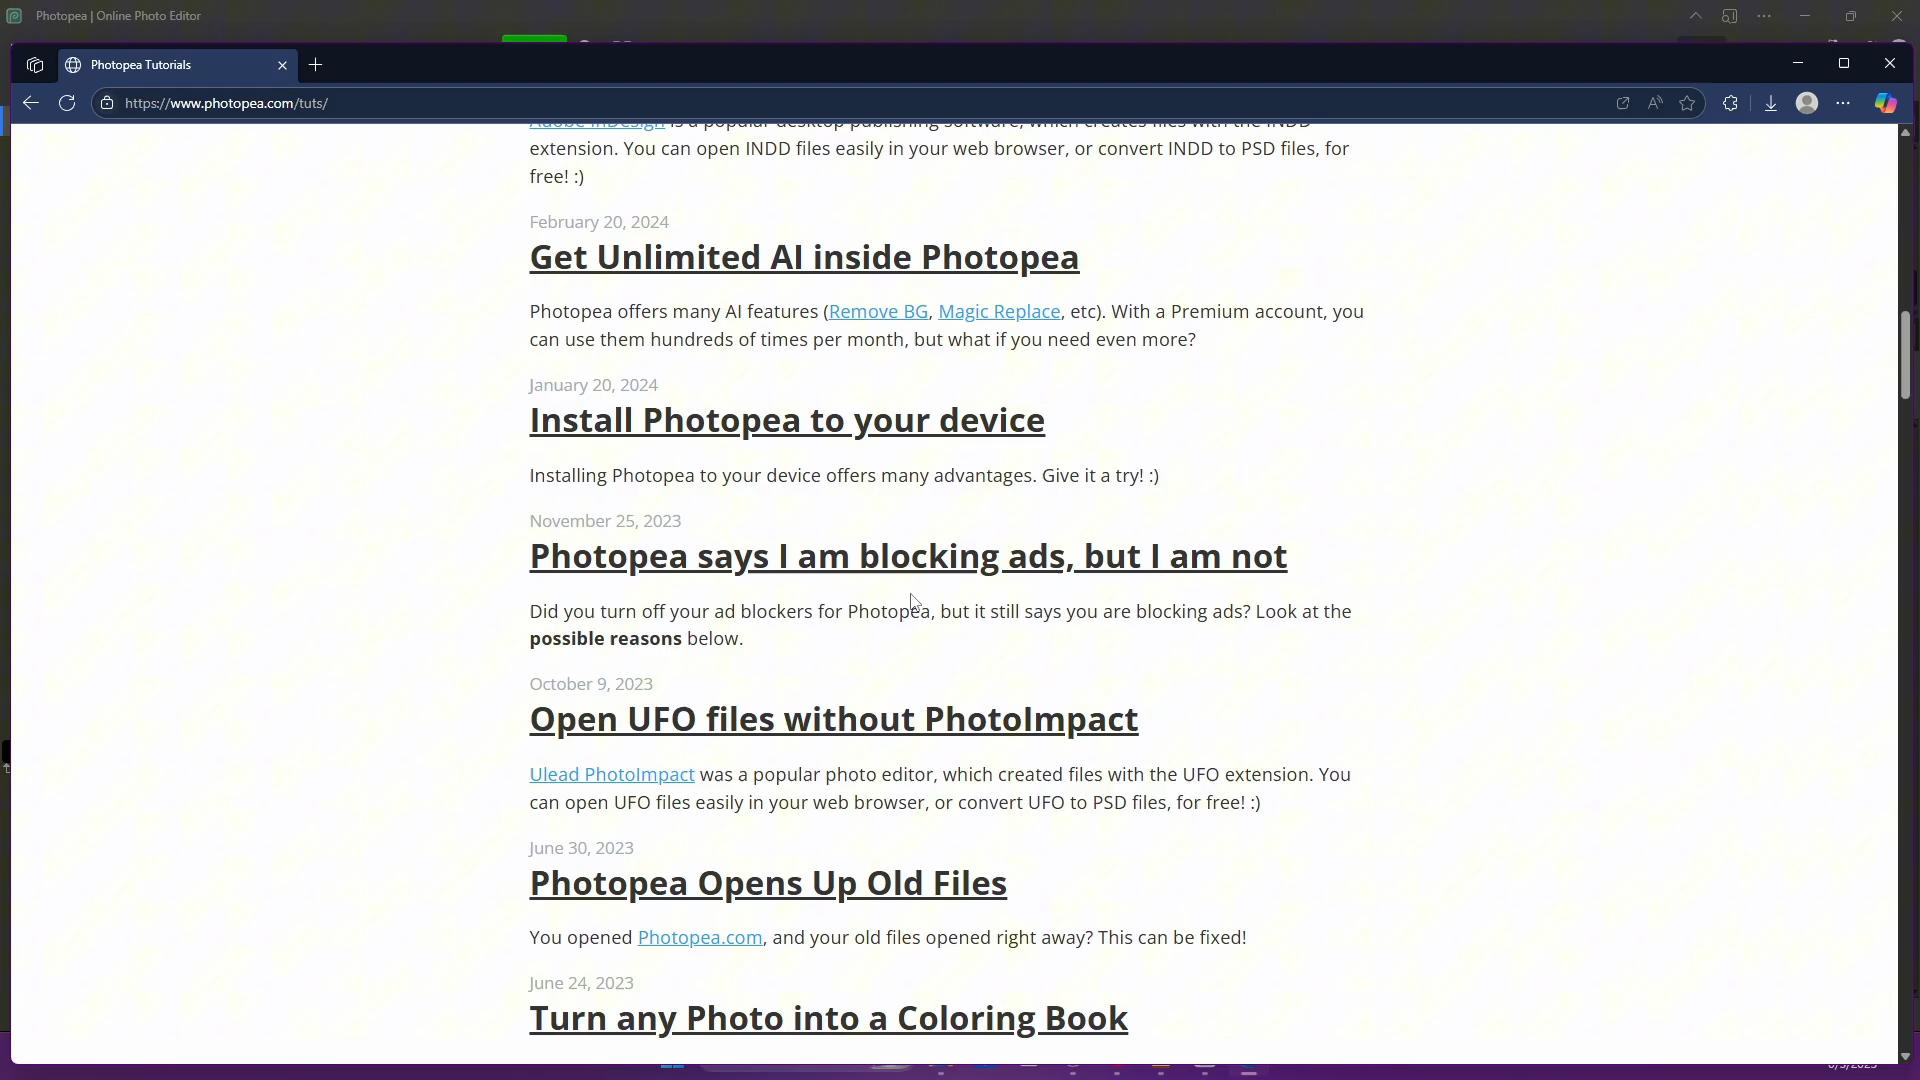 Photopea | Online Photo Editor
Photopea Tutorials
https://www.photopea.com/tuts/
Adobe InDesign is a popular desktop publishing software, which creates files with the INDD
extension. You can open INDD files easily in your web browser, or convert INDD to PSD files, for
free! :)
February 20, 2024
Get Unlimited AI inside Photopea
Photopea offers many AI features (Remove BG, Magic Replace, etc). With a Premium account, you
can use them hundreds of times per month, but what if you need even more?
January 20, 2024
Install Photopea to your device
Installing Photopea to your device offers many advantages. Give it a try! :)
November 25, 2023
Photopea says I am blocking ads, but I am not
Did you turn off your ad blockers for Photopea, but it still says you are blocking ads? Look at the
possible reasons below.
October 9, 2023
Open UFO files without PhotoImpact
Ulead PhotoImpact was a popular photo editor, which created files with the UFO extension. You
can open UFO files easily in your web browser, or convert UFO to PSD files, for free! :)
June 30, 2023
Photopea Opens Up Old Files
You opened Photopea.com, and your old files opened right away? This can be fixed!
June 24, 2023
Turn any Photo into a Coloring Book